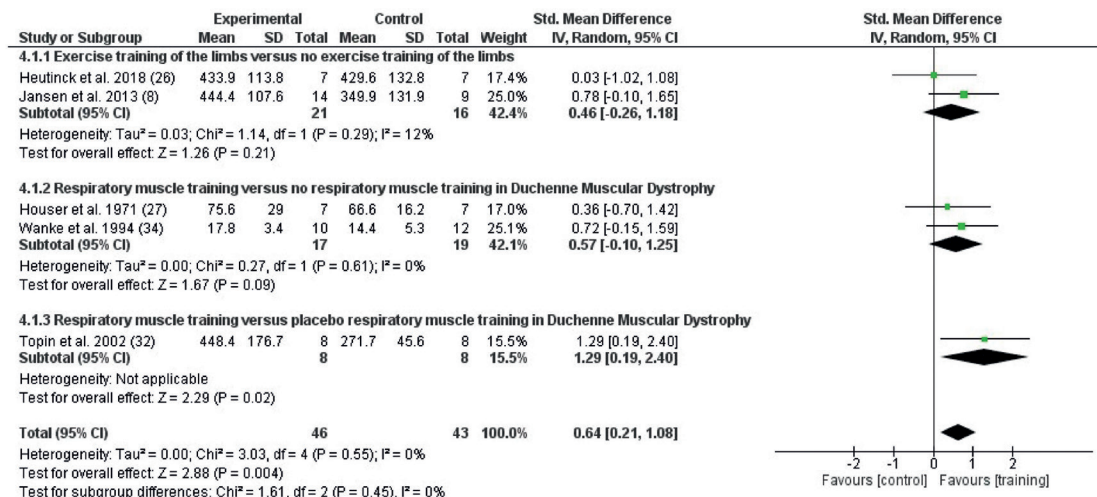 Experimental Control Std. Mean Difference Std. Mean Difference
Study or Subgroup Mean SD Total Mean SD Total Weight IV, Random, 95% CI IV, Random, 95% CI
4.1.1 Exercise training of the limbs versus no exercise training of the limbs
Heutinck et al. 2018 (26) 433.9 113.8 7 429.6 132.8 7 17.4% 0.03 [-1.02, 1.08]
Jansen et al. 2013 (8) 444.4 107.6 14 349.9 131.9 9 25.0% 0.78 [-0.10, 1.65]
Subtotal (95% CI) 21 16 42.4% 0.46 [-0.26, 1.18]
Heterogeneity: Tau² = 0.03; Chi² = 1.14, df = 1 (P = 0.29); I² = 12%
Test for overall effect: Z = 1.26 (P = 0.21)
4.1.2 Respiratory muscle training versus no respiratory muscle training in Duchenne Muscular Dystrophy
Houser et al. 1971 (27) 75.6 29 7 66.6 16.2 7 17.0% 0.36 [-0.70, 1.42]
Wanke et al. 1994 (34) 17.8 3.4 10 14.4 5.3 12 25.1% 0.72 [-0.15, 1.59]
Subtotal (95% CI) 17 19 42.1% 0.57 [-0.10, 1.25]
Heterogeneity: Tau² = 0.00; Chi² = 0.27, df = 1 (P = 0.61); I² = 0%
Test for overall effect: Z = 1.67 (P = 0.09)
4.1.3 Respiratory muscle training versus placebo respiratory muscle training in Duchenne Muscular Dystrophy
Topin et al. 2002 (32) 448.4 176.7 8 271.7 45.6 8 15.5% 1.29 [0.19, 2.40]
Subtotal (95% CI) 8 8 15.5% 1.29 [0.19, 2.40]
Heterogeneity: Not applicable
Test for overall effect: Z = 2.29 (P = 0.02)
Total (95% CI) 46 43 100.0% 0.64 [0.21, 1.08]
Heterogeneity: Tau² = 0.00; Chi² = 3.03, df = 4 (P = 0.55); I² = 0%
Test for overall effect: Z = 2.88 (P = 0.004)
Test for subgroup differences: Chi² = 1.61, df = 2 (P = 0.45), I² = 0%
-2 -1 0 1 2
Favours [control] Favours [training]